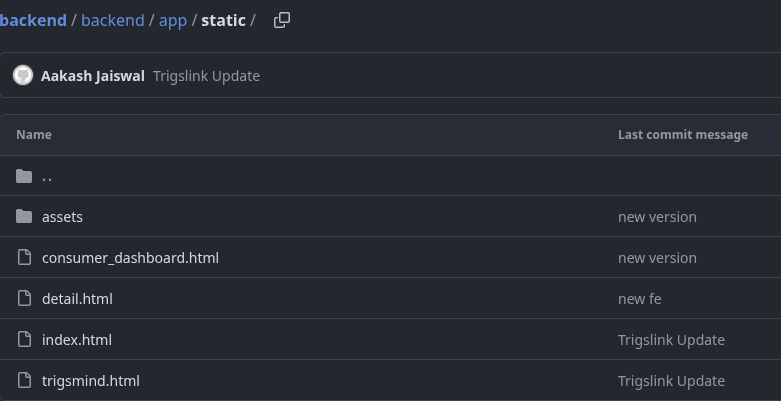 backend / backend / app / static /
Aakash Jaiswal Trigslink Update
Name Last commit message
..
assets new version
consumer_dashboard.html new version
detail.html new fe
index.html Trigslink Update
trigsmind.html Trigslink Update